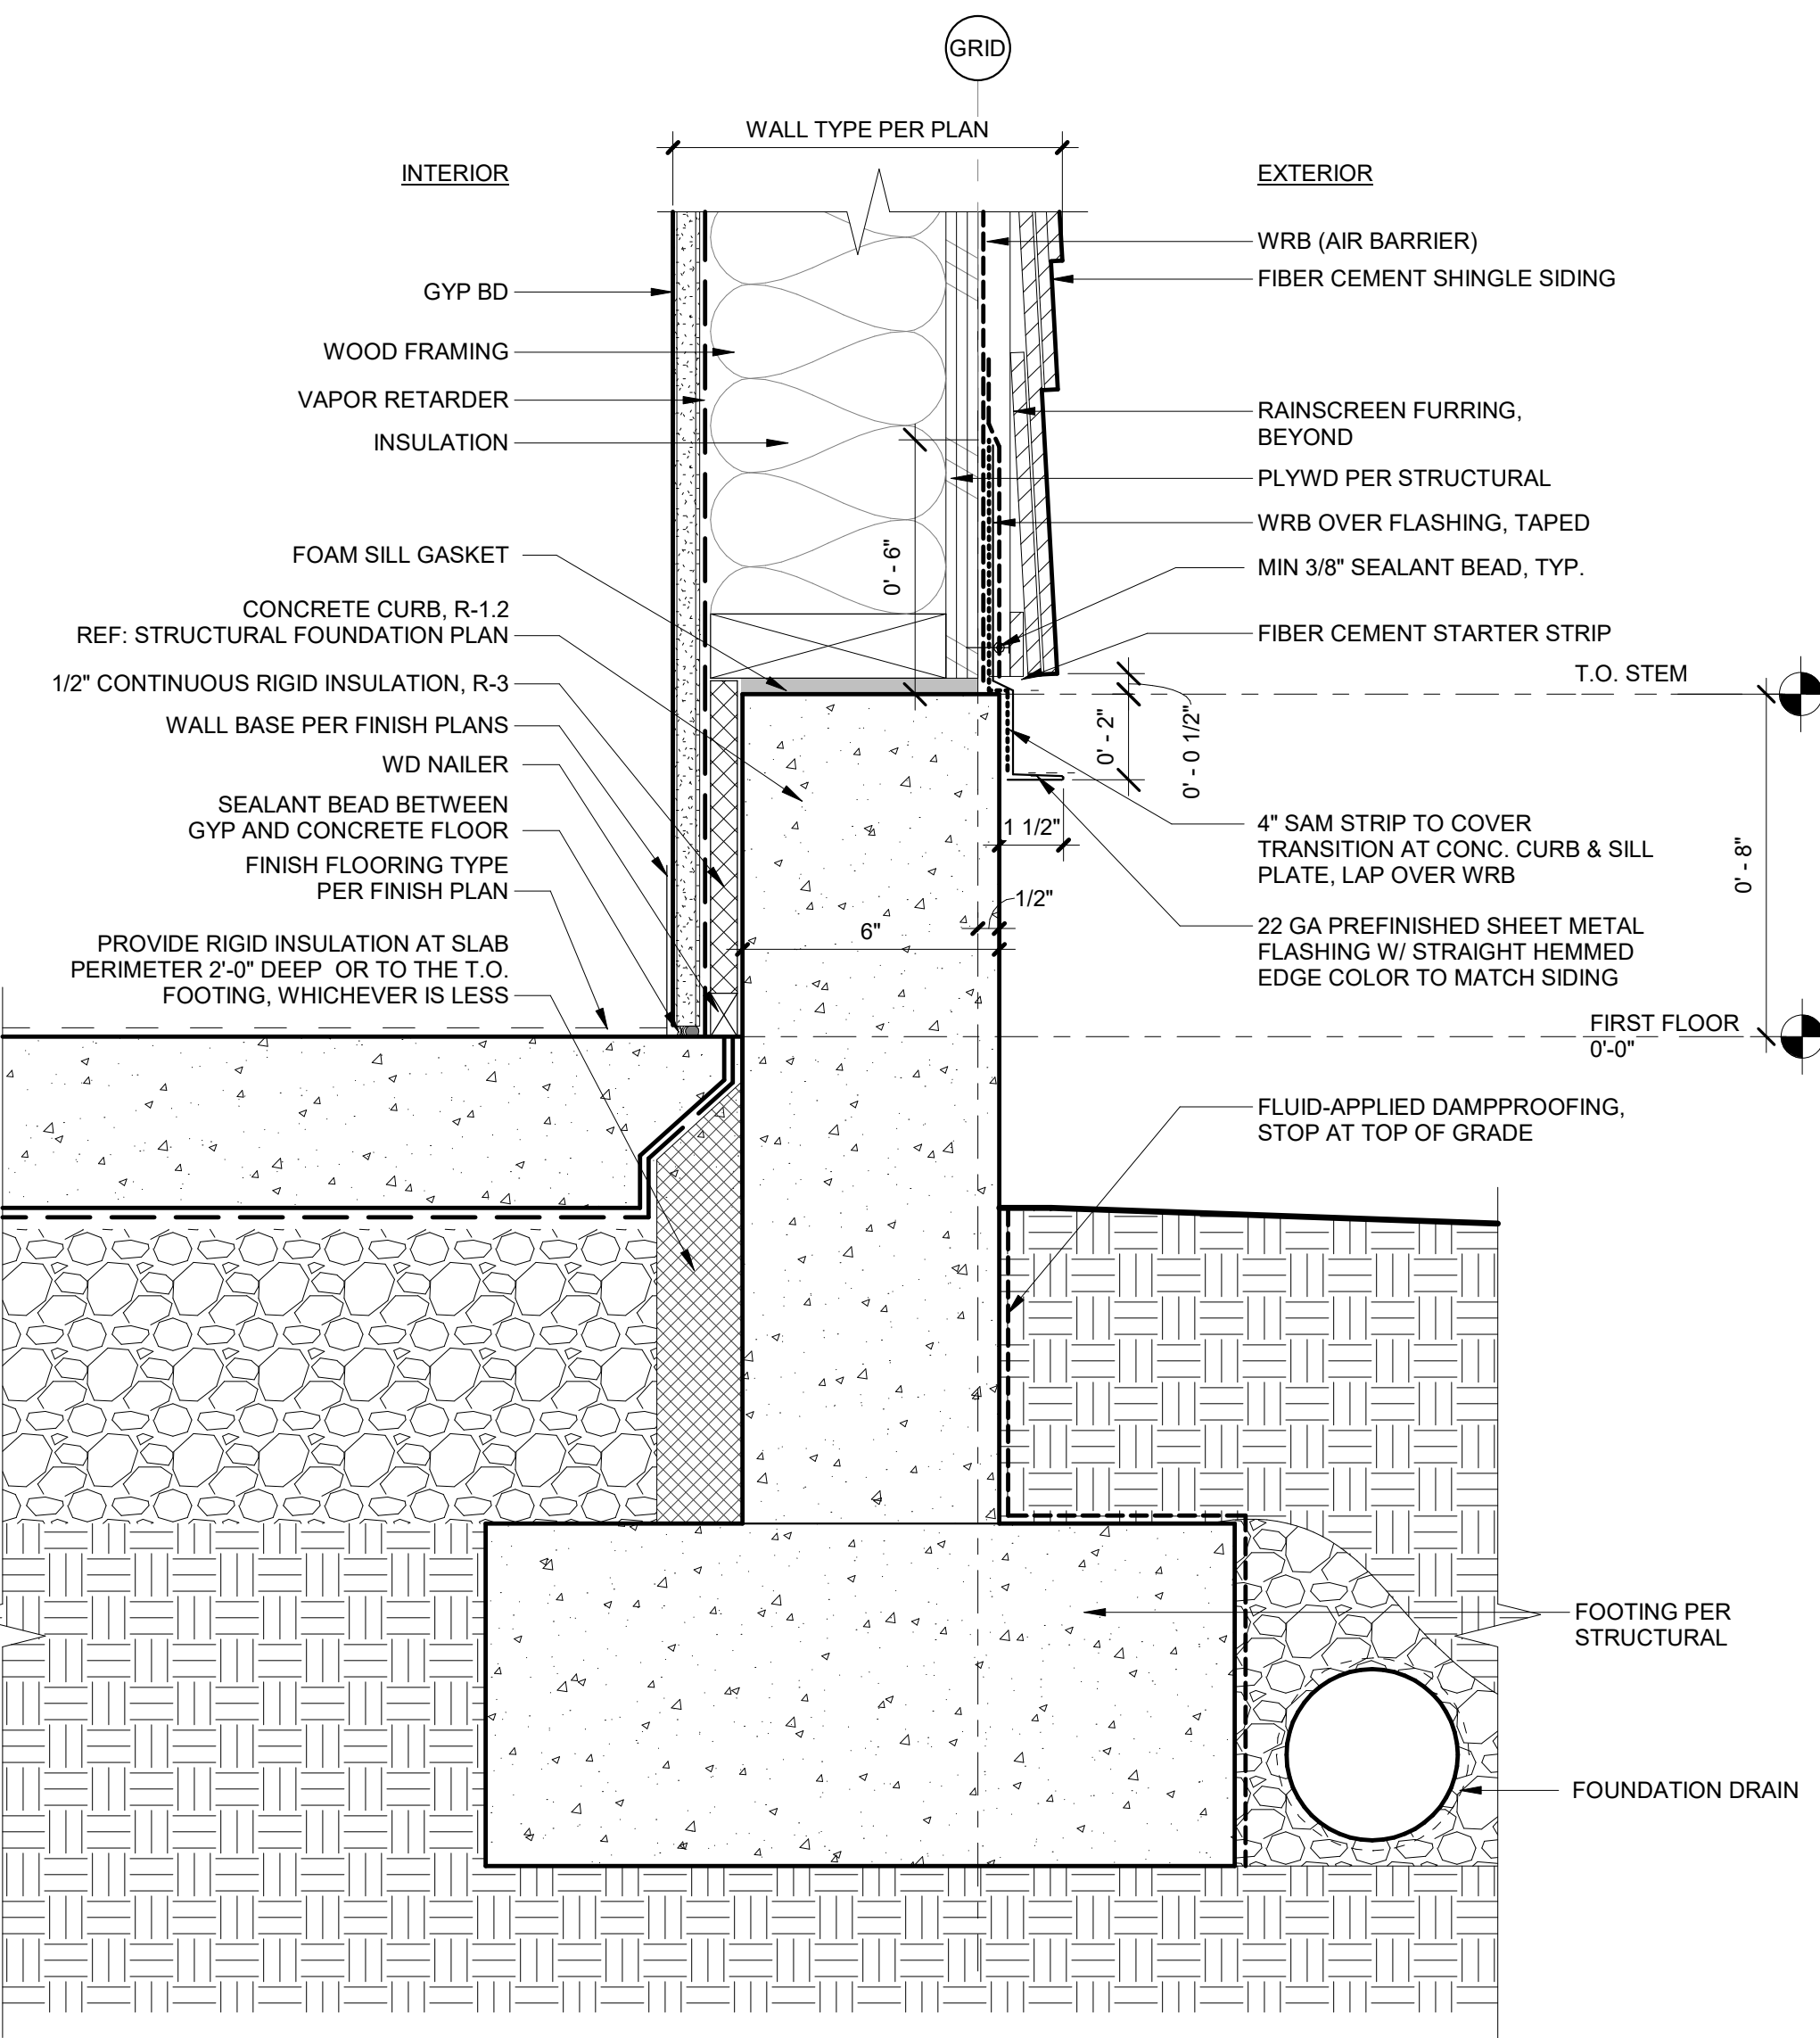 GRID
WALL TYPE PER PLAN
INTERIOR
EXTERIOR
GYP BD
WOOD FRAMING
VAPOR RETARDER
INSULATION
FOAM SILL GASKET
CONCRETE CURB, R-1.2
REF: STRUCTURAL FOUNDATION PLAN
1/2" CONTINUOUS RIGID INSULATION, R-3
WALL BASE PER FINISH PLANS
WD NAILER
SEALANT BEAD BETWEEN
GYP AND CONCRETE FLOOR
FINISH FLOORING TYPE
PER FINISH PLAN
PROVIDE RIGID INSULATION AT SLAB
PERIMETER 2'-0" DEEP OR TO THE T.O.
FOOTING, WHICHEVER IS LESS
0' - 6"
6"
1/2"
1 1/2"
0' - 2"
0' - 0 1/2"
WRB (AIR BARRIER)
FIBER CEMENT SHINGLE SIDING
RAINSCREEN FURRING,
BEYOND
PLYWD PER STRUCTURAL
WRB OVER FLASHING, TAPED
MIN 3/8" SEALANT BEAD, TYP.
FIBER CEMENT STARTER STRIP
T.O. STEM
4" SAM STRIP TO COVER
TRANSITION AT CONC. CURB & SILL
PLATE, LAP OVER WRB
0' - 8"
22 GA PREFINISHED SHEET METAL
FLASHING W/ STRAIGHT HEMMED
EDGE COLOR TO MATCH SIDING
FIRST FLOOR
0'-0"
FLUID-APPLIED DAMPPROOFING,
STOP AT TOP OF GRADE
FOOTING PER
STRUCTURAL
FOUNDATION DRAIN